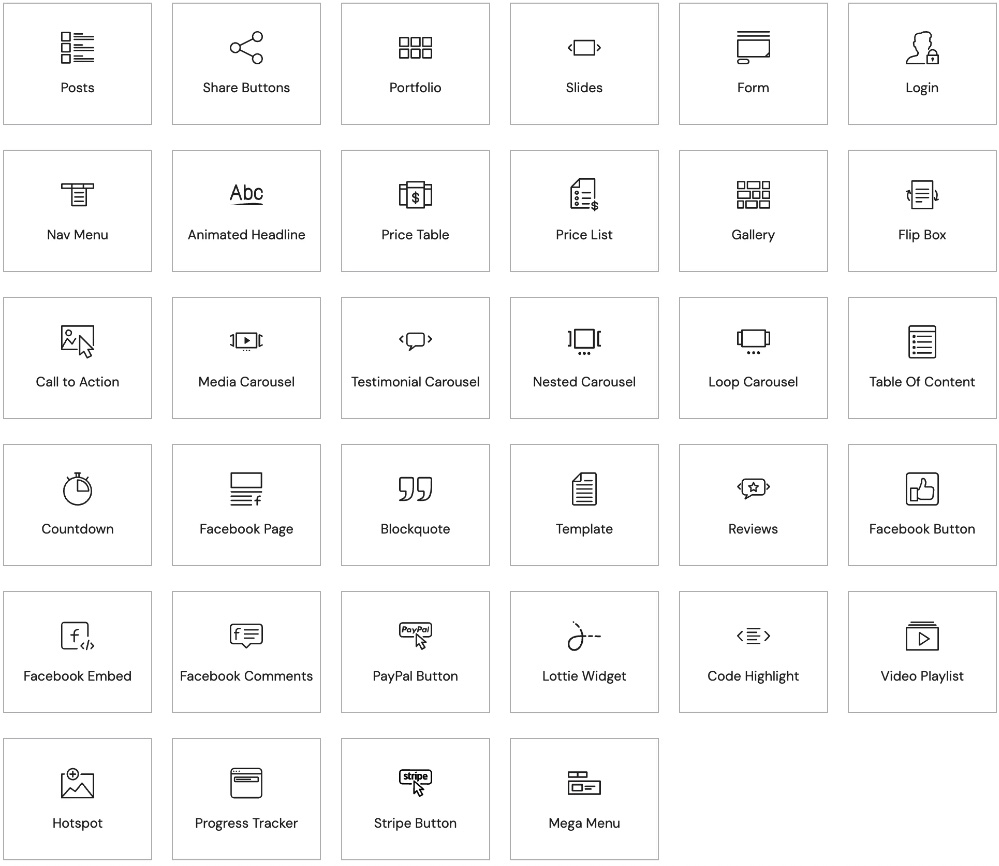 Posts
Share Buttons
Portfolio
Slides
Form
Login
Abc
$
$
Nav Menu
Animated Headline
Price Table
Price List
Gallery
Flip Box
Call to Action
Media Carousel
Testimonial Carousel
Nested Carousel
Loop Carousel
Table Of Content
f
Countdown
Facebook Page
Blockquote
Template
Reviews
Facebook Button
f
</>
f
PayPal
Facebook Embed
Facebook Comments
PayPal Button
Lottie Widget
Code Highlight
Video Playlist
stripe
Hotspot
Progress Tracker
Stripe Button
Mega Menu